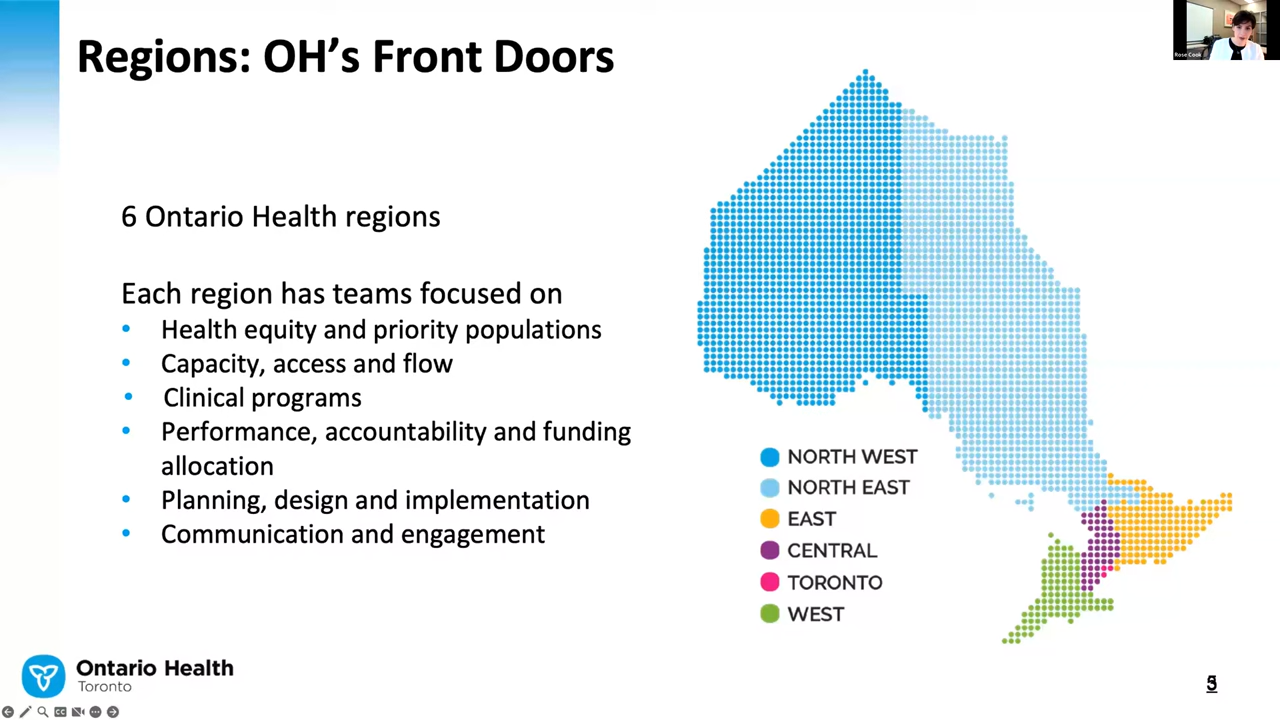 Regions: OH's Front Doors
Rose Cook
6 Ontario Health regions
Each region has teams focused on
• Health equity and priority populations
• Capacity, access and flow
• Clinical programs
• Performance, accountability and funding
allocation
• Planning, design and implementation
• Communication and engagement
NORTH WEST
NORTH EAST
EAST
CENTRAL
TORONTO
WEST
Ontario Health
Toronto
CC